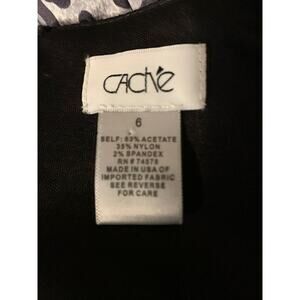 CACHÉ
6
SELF: 63% ACETATE
35% NYLON
2% SPANDEX
RN# 74578
MADE IN USA OF
IMPORTED FABRIC
SEE REVERSE
FOR CARE